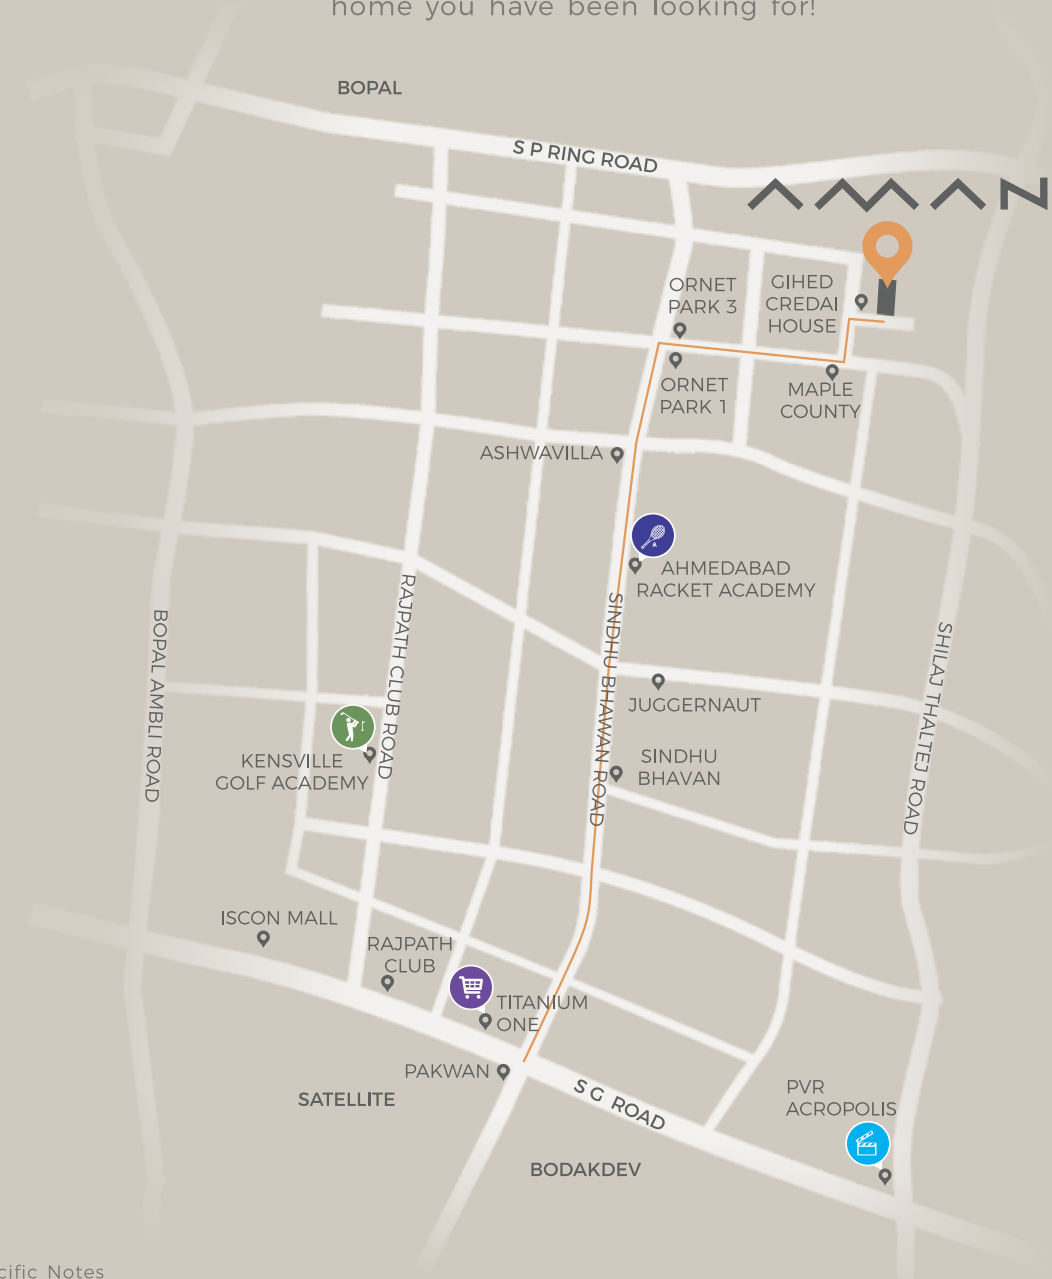 home you have been looking for!
BOPAL
S P RING ROAD
AMAN
ORNET
PARK 3
GIHED
CREDAI
HOUSE
ORNET
PARK 1
MAPLE
COUNTY
ASHWAVILLA
AHMEDABAD
RACKET ACADEMY
RAJPATH CLUB ROAD
SINDHU BHAWAN ROAD
BOPAL AMBLI ROAD
SHILAJ THALTEJ ROAD
JUGGERNAUT
KENSVILLE
GOLF ACADEMY
SINDHU
BHAVAN
ISCON MALL
RAJPATH
CLUB
TITANIUM
ONE
PAKWAN
S G ROAD
SATELLITE
PVR
ACROPOLIS
BODAKDEV
cific Notes